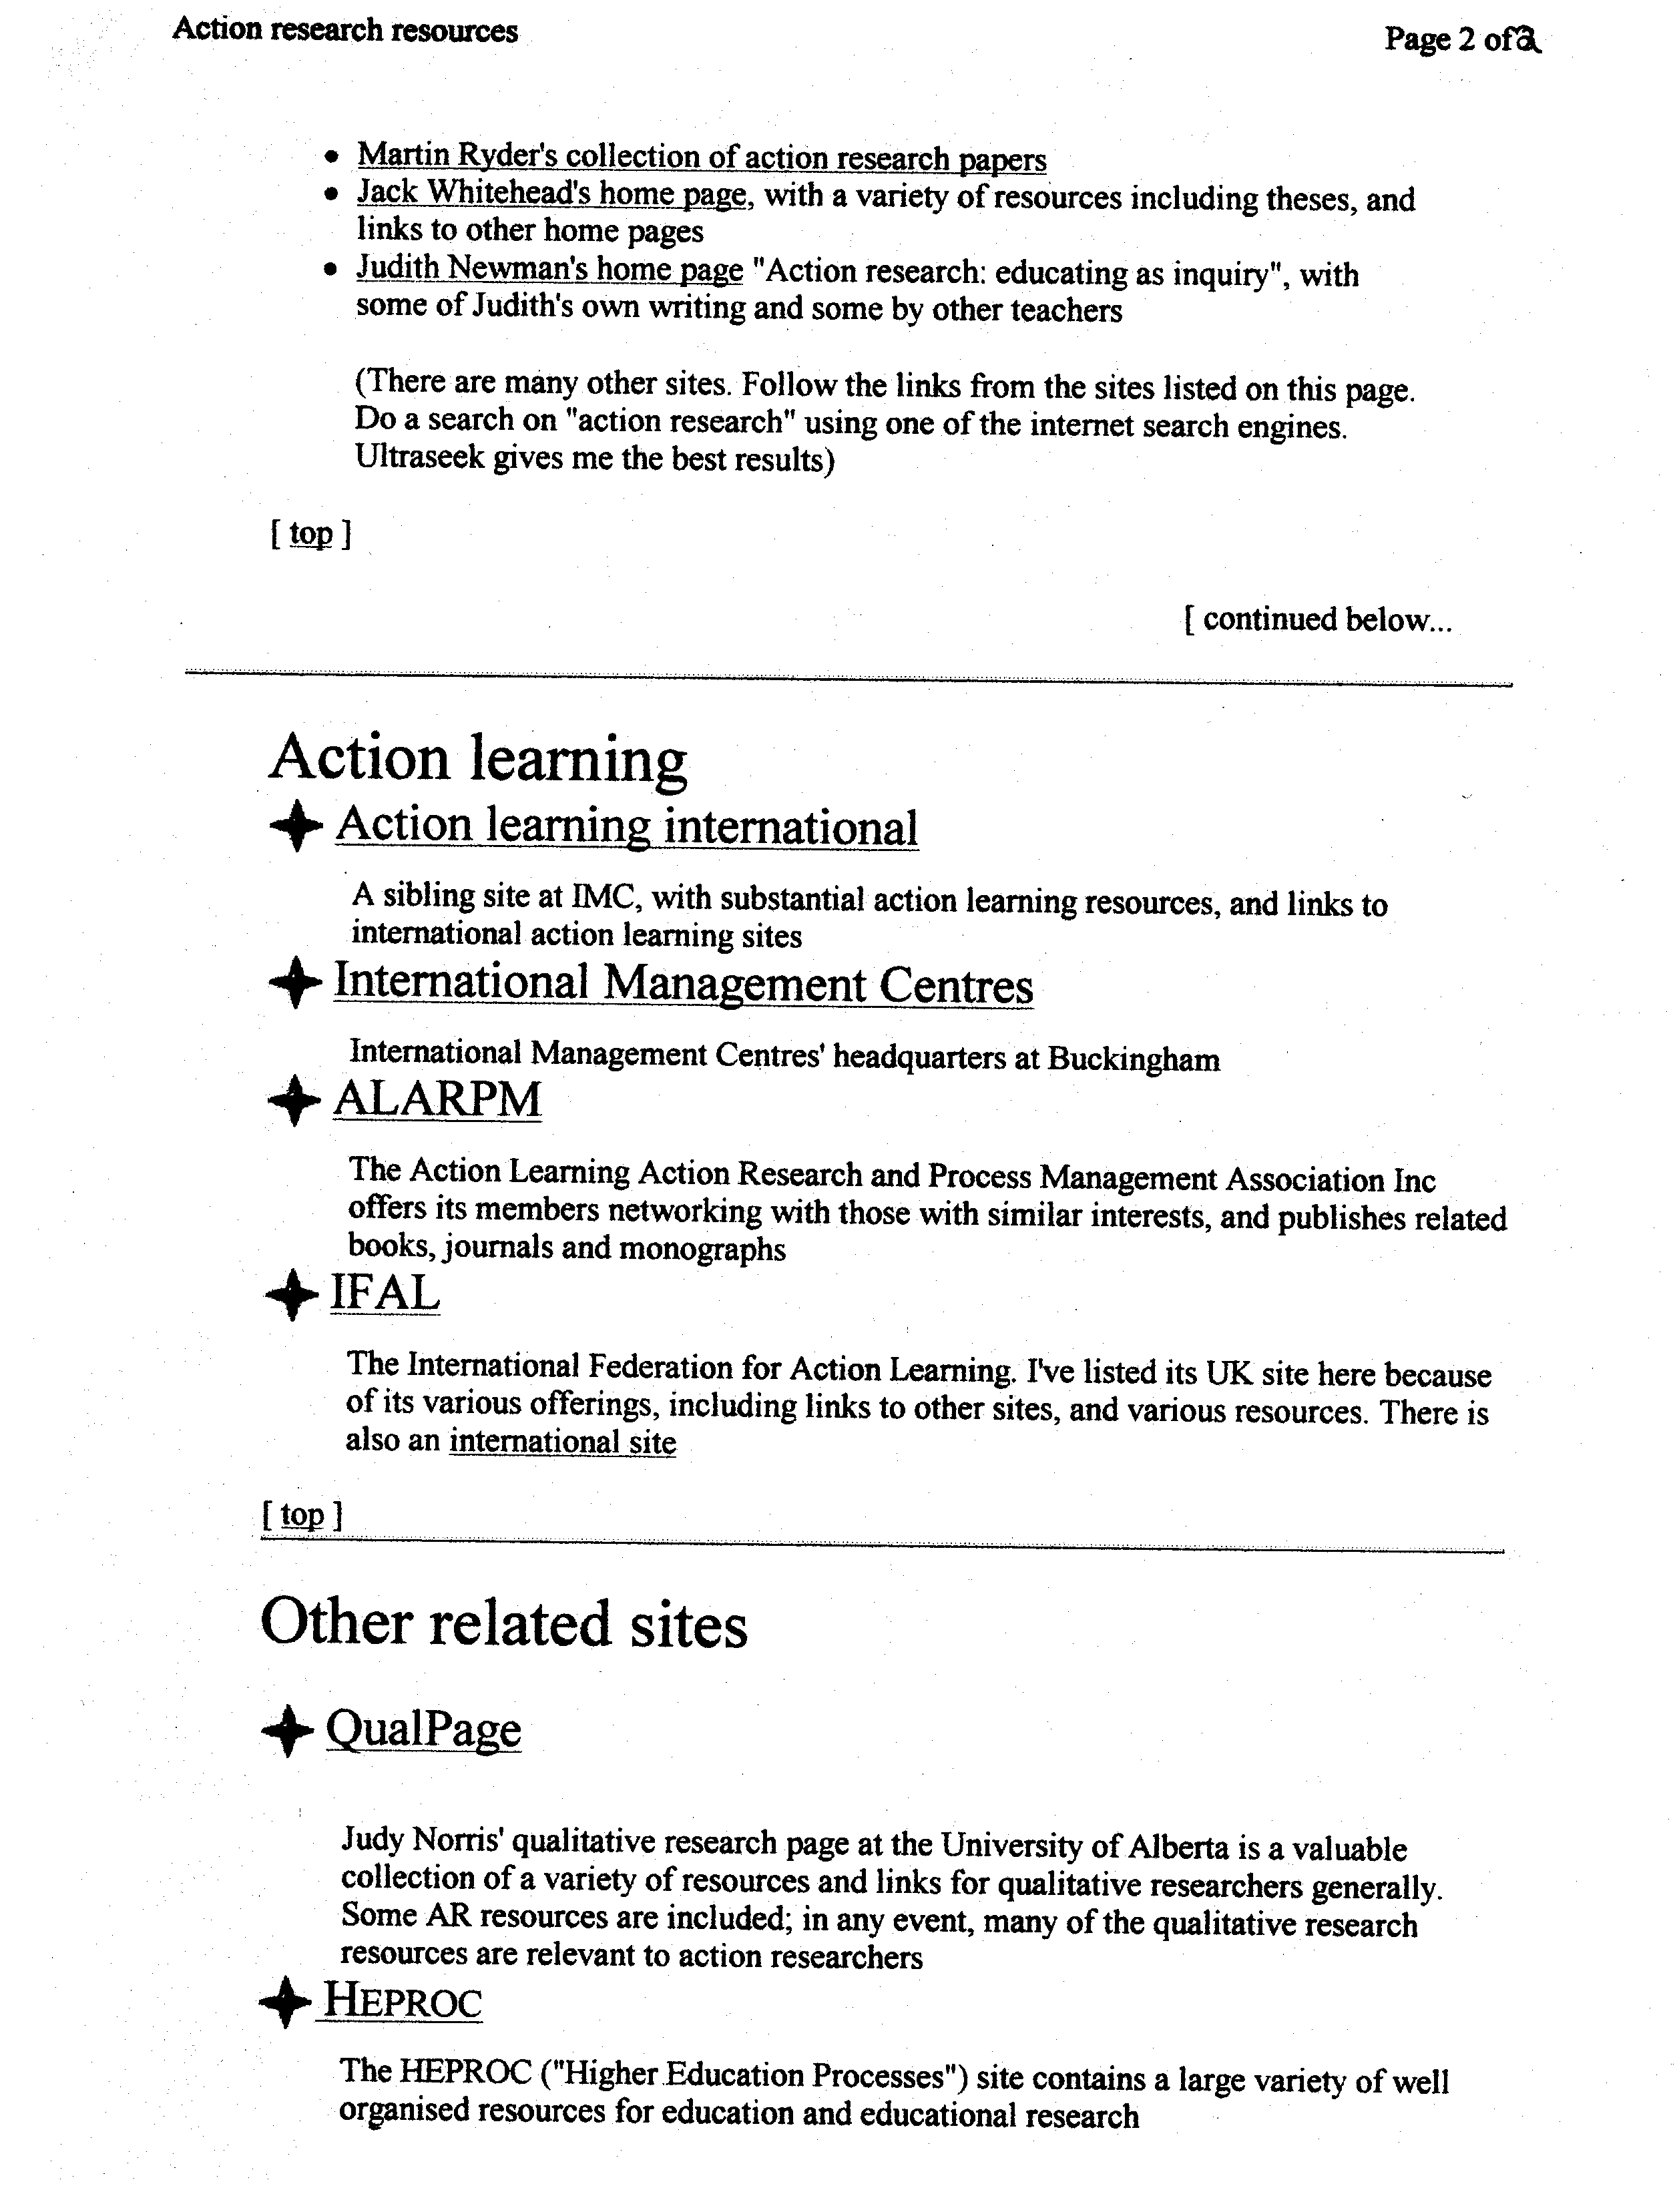 Action research resources
Page 2 of 2
• Martin Ryder's collection of action research papers
• Jack Whitehead's home page, with a variety of resources including theses, and
links to other home pages
• Judith Newman's home page "Action research: educating as inquiry", with
some of Judith's own writing and some by other teachers
(There are many other sites. Follow the links from the sites listed on this page.
Do a search on "action research" using one of the internet search engines.
Ultraseek gives me the best results)
[ top ]
[ continued below...
Action learning
Action learning international
A sibling site at IMC, with substantial action learning resources, and links to
international action learning sites
International Management Centres
International Management Centres' headquarters at Buckingham
ALARPM
The Action Learning Action Research and Process Management Association Inc
offers its members networking with those with similar interests, and publishes related
books, journals and monographs
IFAL
The International Federation for Action Learning. I've listed its UK site here because
of its various offerings, including links to other sites, and various resources. There is
also an international site
[ top ]
Other related sites
QualPage
Judy Norris' qualitative research page at the University of Alberta is a valuable
collection of a variety of resources and links for qualitative researchers generally.
Some AR resources are included; in any event, many of the qualitative research
resources are relevant to action researchers
HEPROC
The HEPROC ("Higher Education Processes") site contains a large variety of well
organised resources for education and educational research